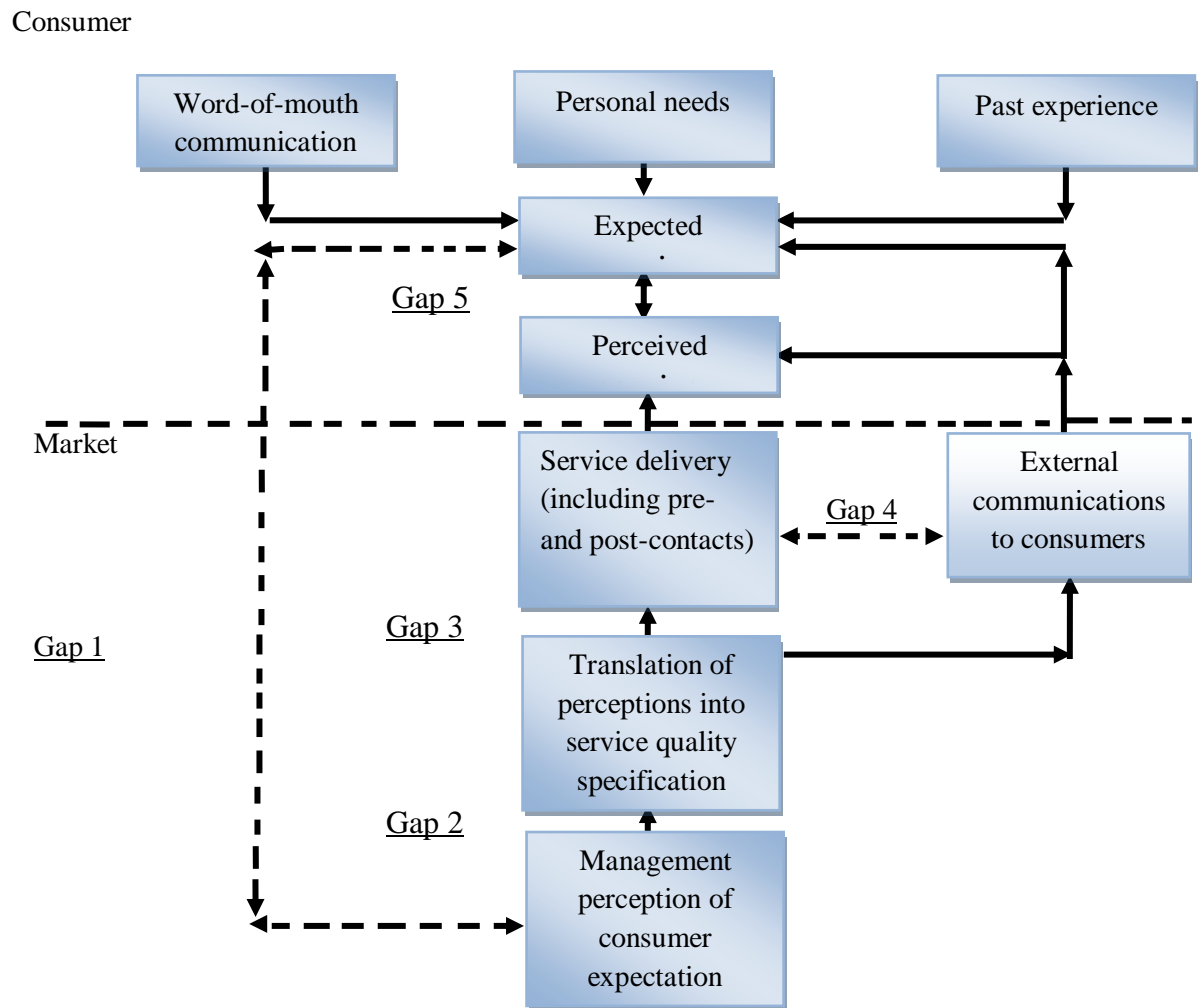 Consumer
Word-of-mouth
communication
Personal needs
Past experience
Expected
.
Gap 5
Perceived
.
Market
Service delivery
(including pre-
and post-contacts)
Gap 4
External
communications
to consumers
Gap 1
Gap 3
Translation of
perceptions into
service quality
specification
Gap 2
Management
perception of
consumer
expectation